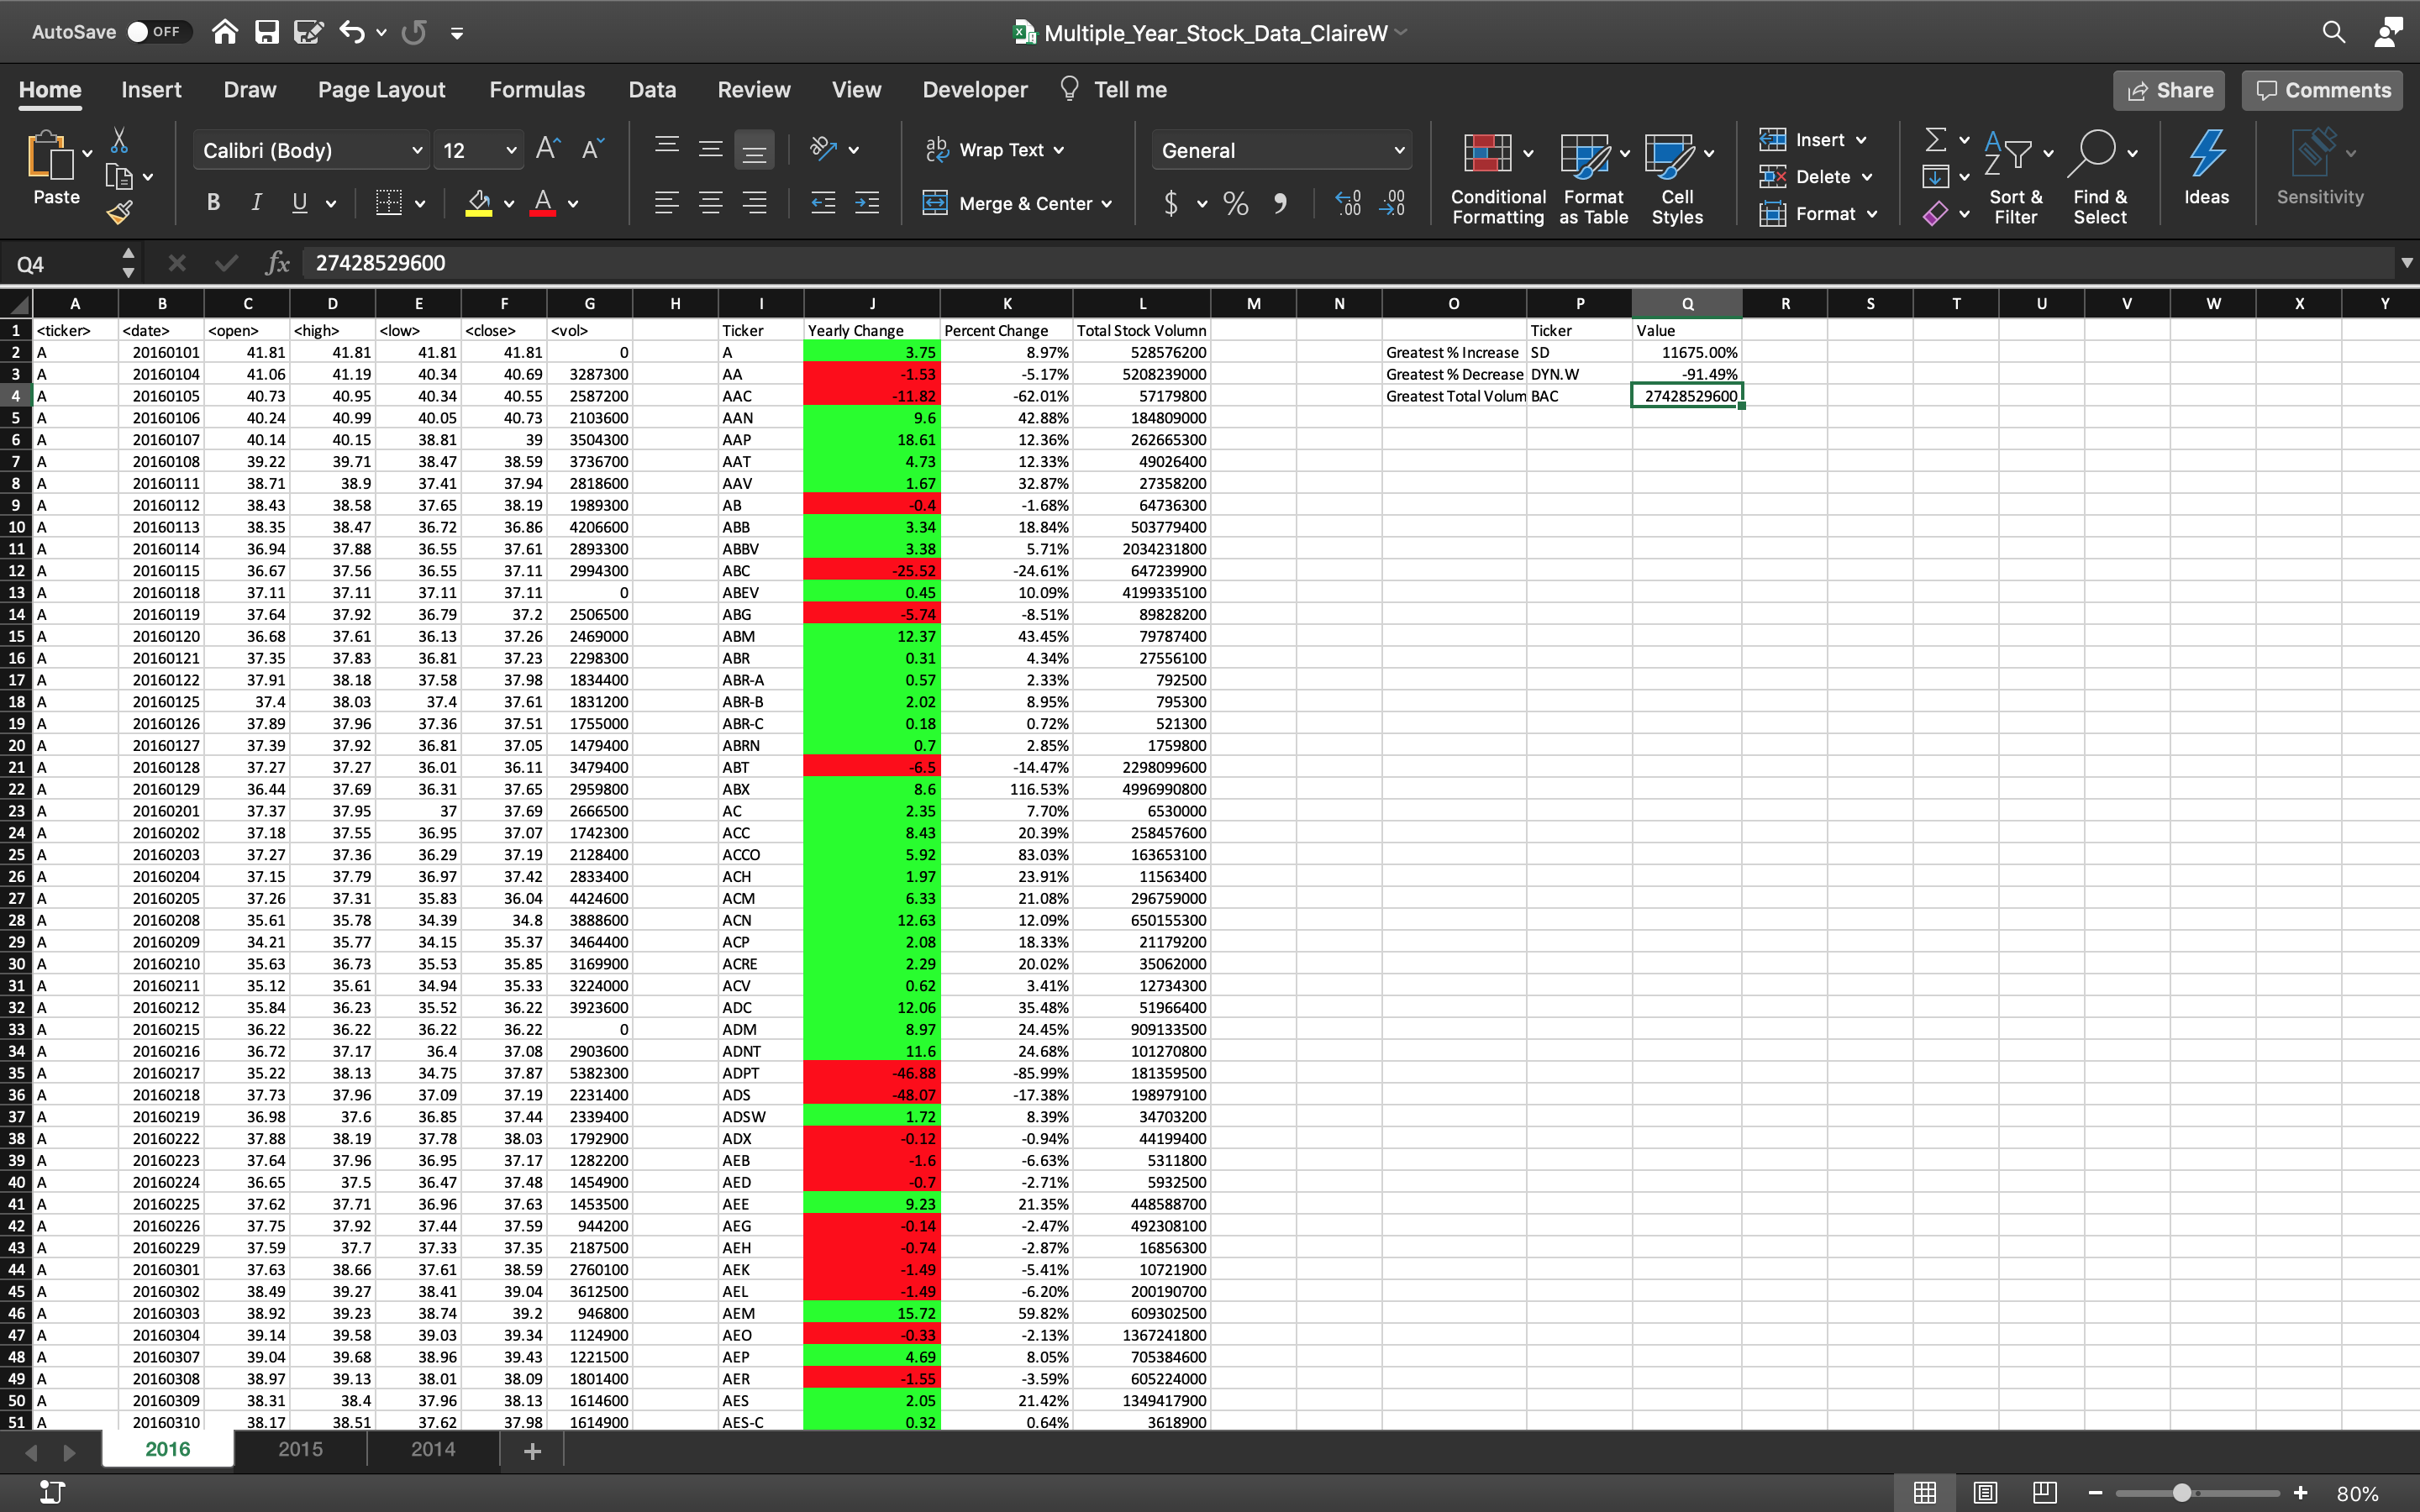 AutoSave OFF Multiple_Year_Stock_Data_ClaireW
Home Insert Draw Page Layout Formulas Data Review View Developer Tell me Share Comments
Paste Calibri (Body) 12 Wrap Text General Conditional Formatting Format as Table Cell Styles Insert Sort & Filter Find & Select Ideas Sensitivity
B I U Merge & Center $ % Delete
Format
Q4 fx 27428529600
A B C D E F G H I J K L M N O P Q R S T U V W X Y
1 <ticker> <date> <open> <high> <low> <close> <vol> Ticker Yearly Change Percent Change Total Stock Volumn Ticker Value
2 A 20160101 41.81 41.81 41.81 41.81 0 A 3.75 8.97% 528576200 Greatest % Increase SD 11675.00%
3 A 20160104 41.06 41.19 40.34 40.69 3287300 AA -1.53 -5.17% 5208239000 Greatest % Decrease DYN.W -91.49%
4 A 20160105 40.73 40.95 40.34 40.55 2587200 AAC -11.82 -62.01% 57179800 Greatest Total Volum BAC 27428529600
5 A 20160106 40.24 40.99 40.05 40.73 2103600 AAN 9.6 42.88% 184809000
6 A 20160107 40.14 40.15 38.81 39 3504300 AAP 18.61 12.36% 262665300
7 A 20160108 39.22 39.71 38.47 38.59 3736700 AAT 4.73 12.33% 49026400
8 A 20160111 38.71 38.9 37.41 37.94 2818600 AAV 1.67 32.87% 27358200
9 A 20160112 38.43 38.58 37.65 38.19 1989300 AB -0.4 -1.68% 64736300
10 A 20160113 38.35 38.47 36.72 36.86 4206600 ABB 3.34 18.84% 503779400
11 A 20160114 36.94 37.88 36.55 37.61 2893300 ABBV 3.38 5.71% 2034231800
12 A 20160115 36.67 37.56 36.55 37.11 2994300 ABC -25.52 -24.61% 647239900
13 A 20160118 37.11 37.11 37.11 37.11 0 ABEV 0.45 10.09% 4199335100
14 A 20160119 37.64 37.92 36.79 37.2 2506500 ABG -5.74 -8.51% 89828200
15 A 20160120 36.68 37.61 36.13 37.26 2469000 ABM 12.37 43.45% 79787400
16 A 20160121 37.35 37.83 36.81 37.23 2298300 ABR 0.31 4.34% 27556100
17 A 20160122 37.91 38.18 37.58 37.98 1834400 ABR-A 0.57 2.33% 792500
18 A 20160125 37.4 38.03 37.4 37.61 1831200 ABR-B 2.02 8.95% 795300
19 A 20160126 37.89 37.96 37.36 37.51 1755000 ABR-C 0.18 0.72% 521300
20 A 20160127 37.39 37.92 36.81 37.05 1479400 ABRN 0.7 2.85% 1759800
21 A 20160128 37.27 37.27 36.01 36.11 3479400 ABT -6.5 -14.47% 2298099600
22 A 20160129 36.44 37.69 36.31 37.65 2959800 ABX 8.6 116.53% 4996990800
23 A 20160201 37.37 37.95 37 37.69 2666500 AC 2.35 7.70% 6530000
24 A 20160202 37.18 37.55 36.95 37.07 1742300 ACC 8.43 20.39% 258457600
25 A 20160203 37.27 37.36 36.29 37.19 2128400 ACCO 5.92 83.03% 163653100
26 A 20160204 37.15 37.79 36.97 37.42 2833400 ACH 1.97 23.91% 11563400
27 A 20160205 37.26 37.31 35.83 36.04 4424600 ACM 6.33 21.08% 296759000
28 A 20160208 35.61 35.78 34.39 34.8 3888600 ACN 12.63 12.09% 650155300
29 A 20160209 34.21 35.77 34.15 35.37 3464400 ACP 2.08 18.33% 21179200
30 A 20160210 35.63 36.73 35.53 35.85 3169900 ACRE 2.29 20.02% 35062000
31 A 20160211 35.12 35.61 34.94 35.33 3224000 ACV 0.62 3.41% 12734300
32 A 20160212 35.84 36.23 35.52 36.22 3923600 ADC 12.06 35.48% 51966400
33 A 20160215 36.22 36.22 36.22 36.22 0 ADM 8.97 24.45% 909133500
34 A 20160216 36.72 37.17 36.4 37.08 2903600 ADNT 11.6 24.68% 101270800
35 A 20160217 35.22 38.13 34.75 37.87 5382300 ADPT -46.88 -85.99% 181359500
36 A 20160218 37.73 37.96 37.09 37.19 2231400 ADS -48.07 -17.38% 198979100
37 A 20160219 36.98 37.6 36.85 37.44 2339400 ADSW 1.72 8.39% 34703200
38 A 20160222 37.88 38.19 37.78 38.03 1792900 ADX -0.12 -0.94% 44199400
39 A 20160223 37.64 37.96 36.95 37.17 1282200 AEB -1.6 -6.63% 5311800
40 A 20160224 36.65 37.5 36.47 37.48 1454900 AED -0.7 -2.71% 5932500
41 A 20160225 37.62 37.71 36.96 37.63 1453500 AEE 9.23 21.35% 448588700
42 A 20160226 37.75 37.92 37.44 37.59 944200 AEG -0.14 -2.47% 492308100
43 A 20160229 37.59 37.7 37.33 37.35 2187500 AEH -0.74 -2.87% 16856300
44 A 20160301 37.63 38.66 37.61 38.59 2760100 AEK -1.49 -5.41% 10721900
45 A 20160302 38.49 39.27 38.41 39.04 3612500 AEL -1.49 -6.20% 200190700
46 A 20160303 38.92 39.23 38.74 39.2 946800 AEM 15.72 59.82% 609302500
47 A 20160304 39.14 39.58 39.03 39.34 1124900 AEO -0.33 -2.13% 1367241800
48 A 20160307 39.04 39.68 38.96 39.43 1221500 AEP 4.69 8.05% 705384600
49 A 20160308 38.97 39.13 38.01 38.09 1801400 AER -1.55 -3.59% 605224000
50 A 20160309 38.31 38.4 37.96 38.13 1614600 AES 2.05 21.42% 1349417900
51 A 20160310 38.17 38.51 37.62 37.98 1614900 AES-C 0.32 0.64% 3618900
2016 2015 2014
80%